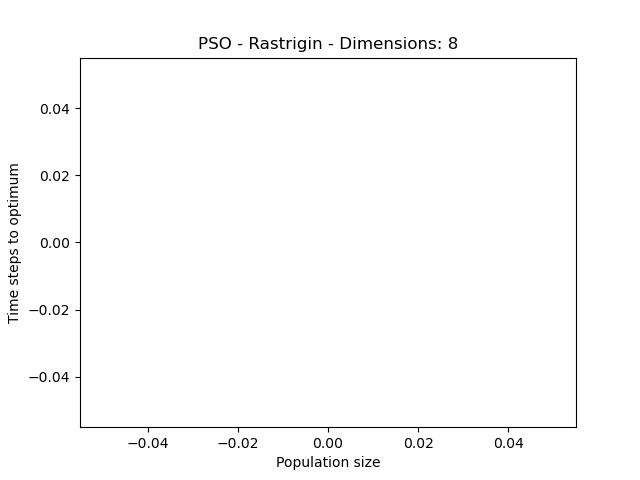 PSO - Rastrigin - Dimensions: 8
Time steps to optimum
0.04
0.02
0.00
−0.02
−0.04
−0.04 −0.02 0.00 0.02 0.04
Population size